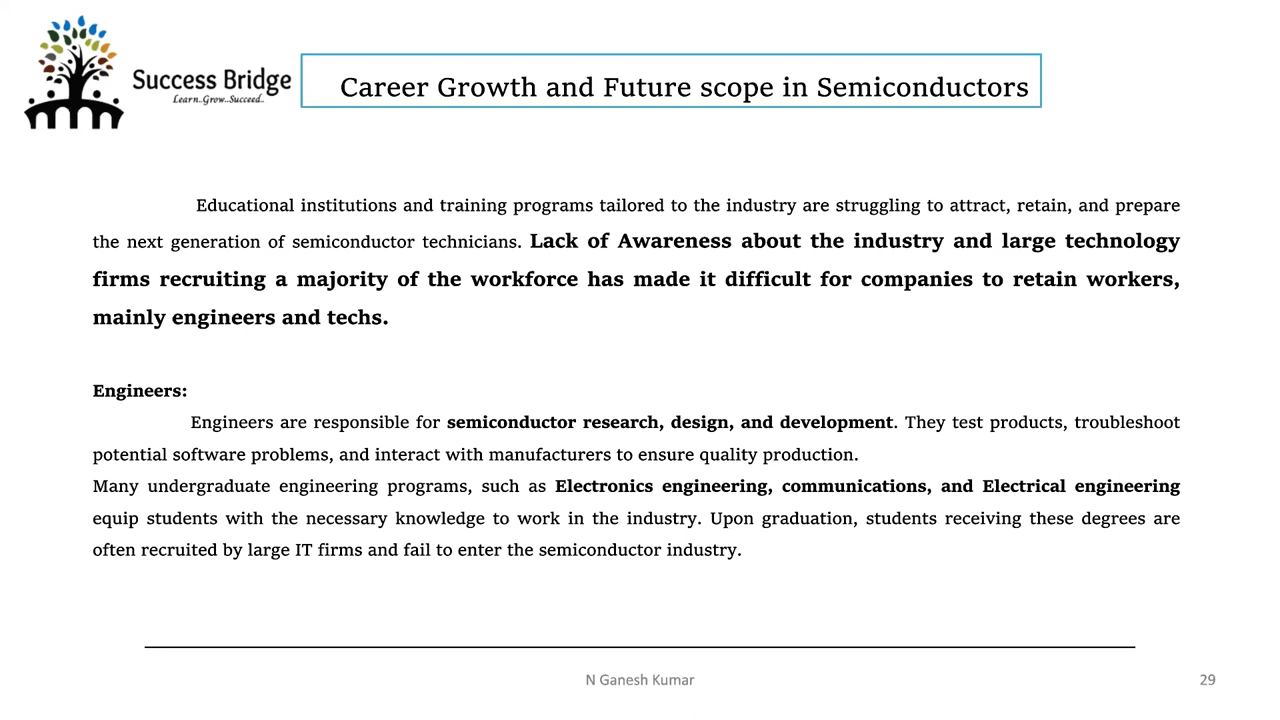 Success Bridge
Learn..Grow..Succeed..
Career Growth and Future scope in Semiconductors
Educational institutions and training programs tailored to the industry are struggling to attract, retain, and prepare
the next generation of semiconductor technicians. Lack of Awareness about the industry and large technology
firms recruiting a majority of the workforce has made it difficult for companies to retain workers,
mainly engineers and techs.
Engineers:
Engineers are responsible for semiconductor research, design, and development. They test products, troubleshoot
potential software problems, and interact with manufacturers to ensure quality production.
Many undergraduate engineering programs, such as Electronics engineering, communications, and Electrical engineering
equip students with the necessary knowledge to work in the industry. Upon graduation, students receiving these degrees are
often recruited by large IT firms and fail to enter the semiconductor industry.
N Ganesh Kumar
29